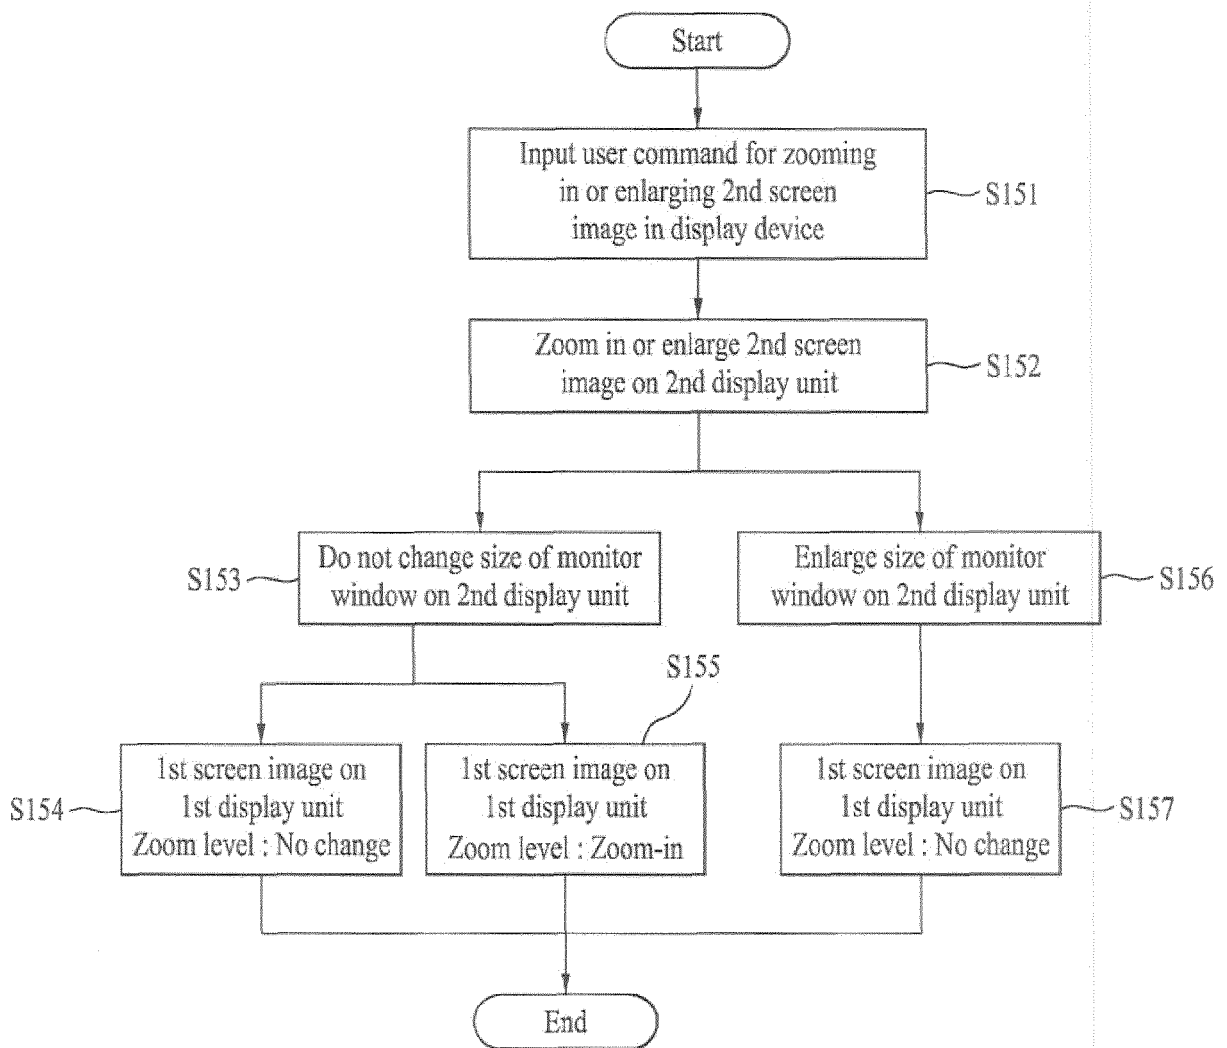 Start
Input user command for zooming
in or enlarging 2nd screen
image in display device
S151
Zoom in or enlarge 2nd screen
image on 2nd display unit
S152
Do not change size of monitor
window on 2nd display unit
S153
Enlarge size of monitor
window on 2nd display unit
S156
S155
1st screen image on
1st display unit
Zoom level : No change
S154
1st screen image on
1st display unit
Zoom level : Zoom-in
1st screen image on
1st display unit
Zoom level : No change
S157
End